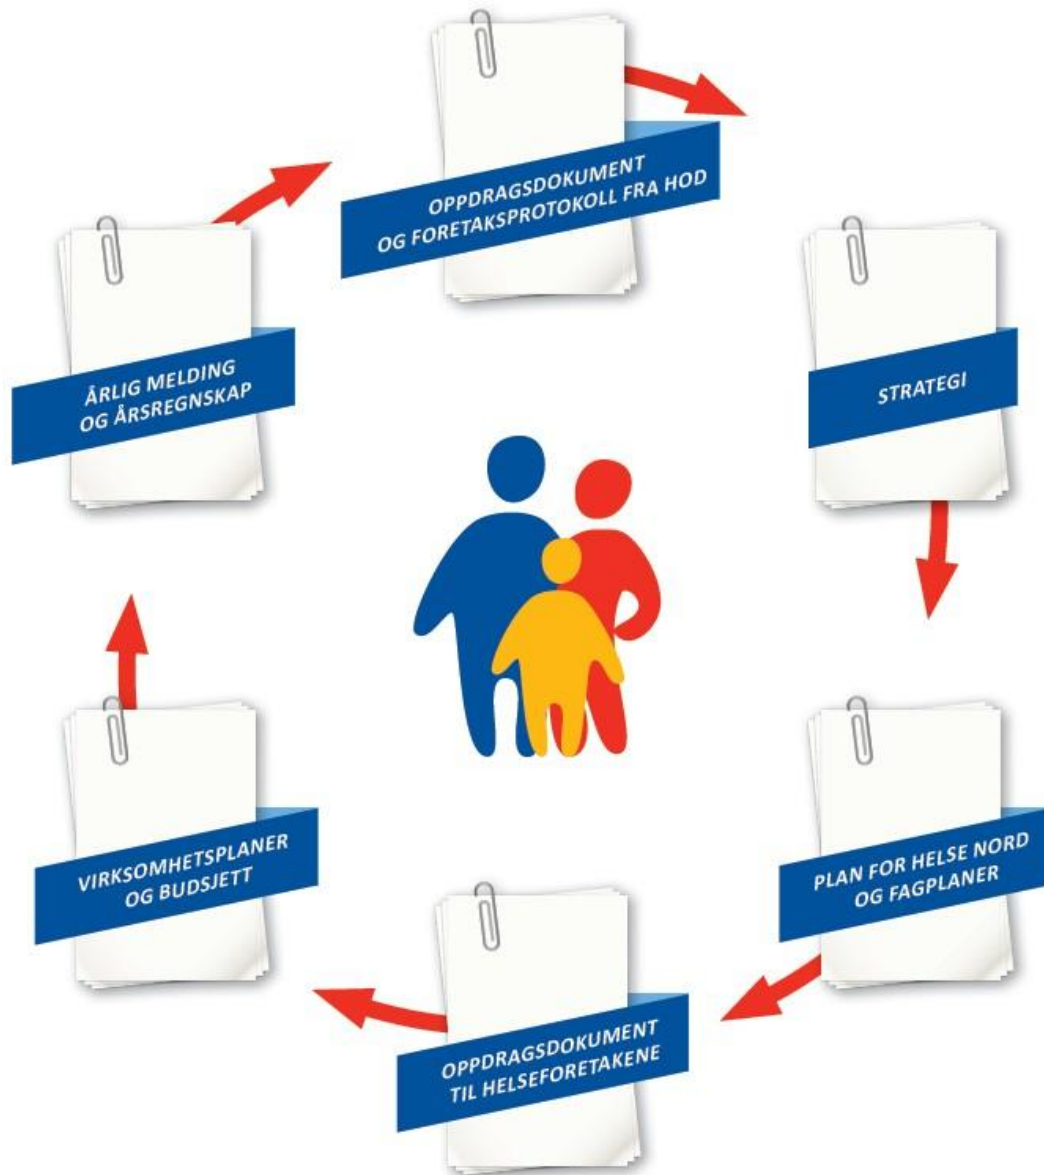 OPPDRAGSDOKUMENT
OG FORETAKSPROTOKOLL FRA HOD
STRATEGI
PLAN FOR HELSE NORD
OG FAGPLANER
OPPDRAGSDOKUMENT
TIL HELSEFORETAKENE
VIRKSOMHETSPLANER
OG BUDSJETT
ÅRLIG MELDING
OG ÅRSREGNSKAP